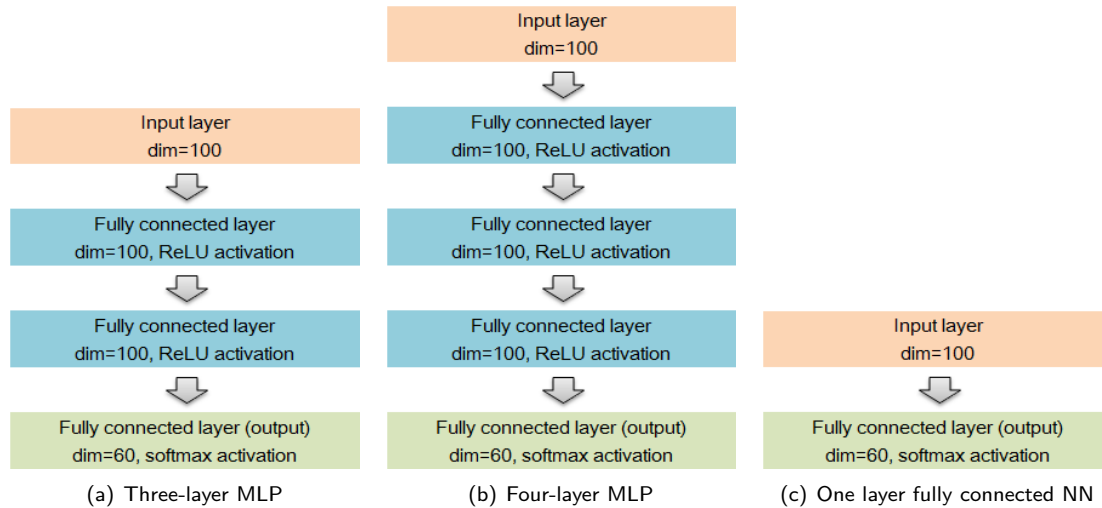 Input layer
dim=100
Fully connected layer
dim=100, ReLU activation
Fully connected layer
dim=100, ReLU activation
Fully connected layer (output)
dim=60, softmax activation
(a) Three-layer MLP
Input layer
dim=100
Fully connected layer
dim=100, ReLU activation
Fully connected layer
dim=100, ReLU activation
Fully connected layer
dim=100, ReLU activation
Fully connected layer (output)
dim=60, softmax activation
(b) Four-layer MLP
Input layer
dim=100
Fully connected layer (output)
dim=60, softmax activation
(c) One layer fully connected NN